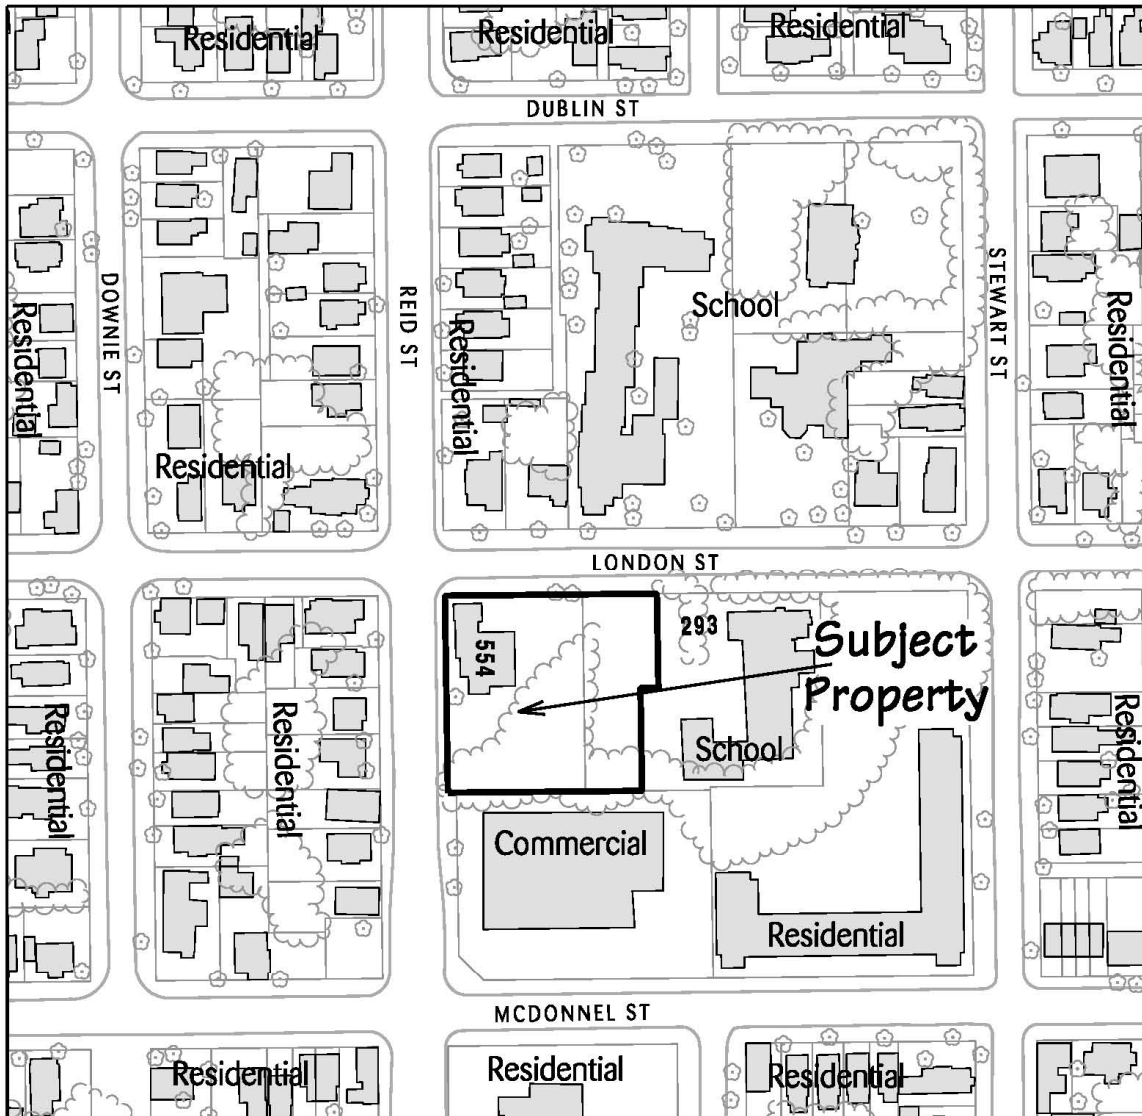 Residential
Residential
Residential
DUBLIN ST
DOWNIE ST
REID ST
STEWART ST
School
Residential
Residential
Residential
Residential
LONDON ST
554
293
Subject
Property
School
Residential
Residential
Residential
Commercial
Residential
MCDONNEL ST
Residential
Residential
Residential